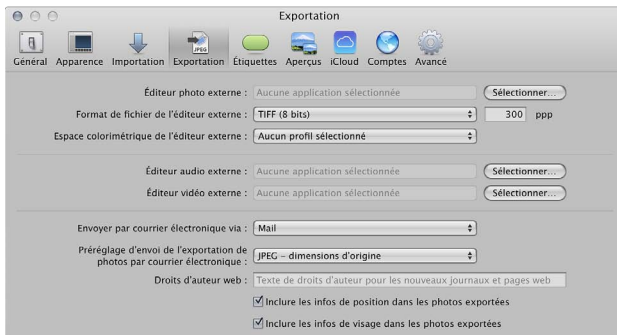 Exportation
Général Apparence Importation Exportation Étiquettes Aperçus iCloud Comptes Avancé
JPEG
Éditeur photo externe : Aucune application sélectionnée Sélectionner...
Format de fichier de l'éditeur externe : TIFF (8 bits) 300 ppp
Espace colorimétrique de l'éditeur externe : Aucun profil sélectionné
Éditeur audio externe : Aucune application sélectionnée Sélectionner...
Éditeur vidéo externe : Aucune application sélectionnée Sélectionner...
Envoyer par courrier électronique via : Mail
Préréglage d'envoi de l'exportation de
photos par courrier électronique : JPEG – dimensions d'origine
Droits d'auteur web : Texte de droits d'auteur pour les nouveaux journaux et pages web
Inclure les infos de position dans les photos exportées
Inclure les infos de visage dans les photos exportées